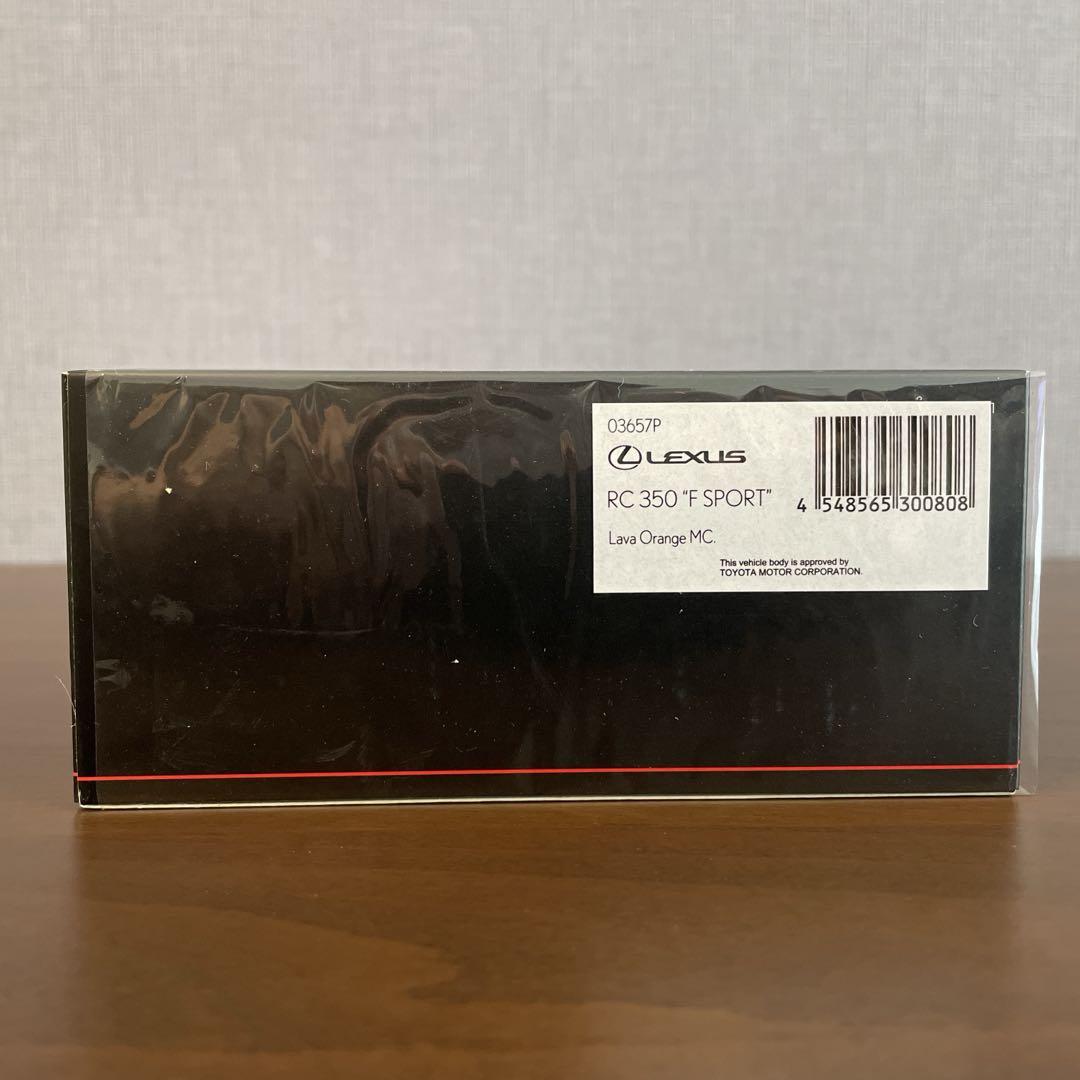 03657P
LEXUS
RC 350 “F SPORT”
Lava Orange MC.
4 548565 300808
This vehicle body is approved by
TOYOTA MOTOR CORPORATION.